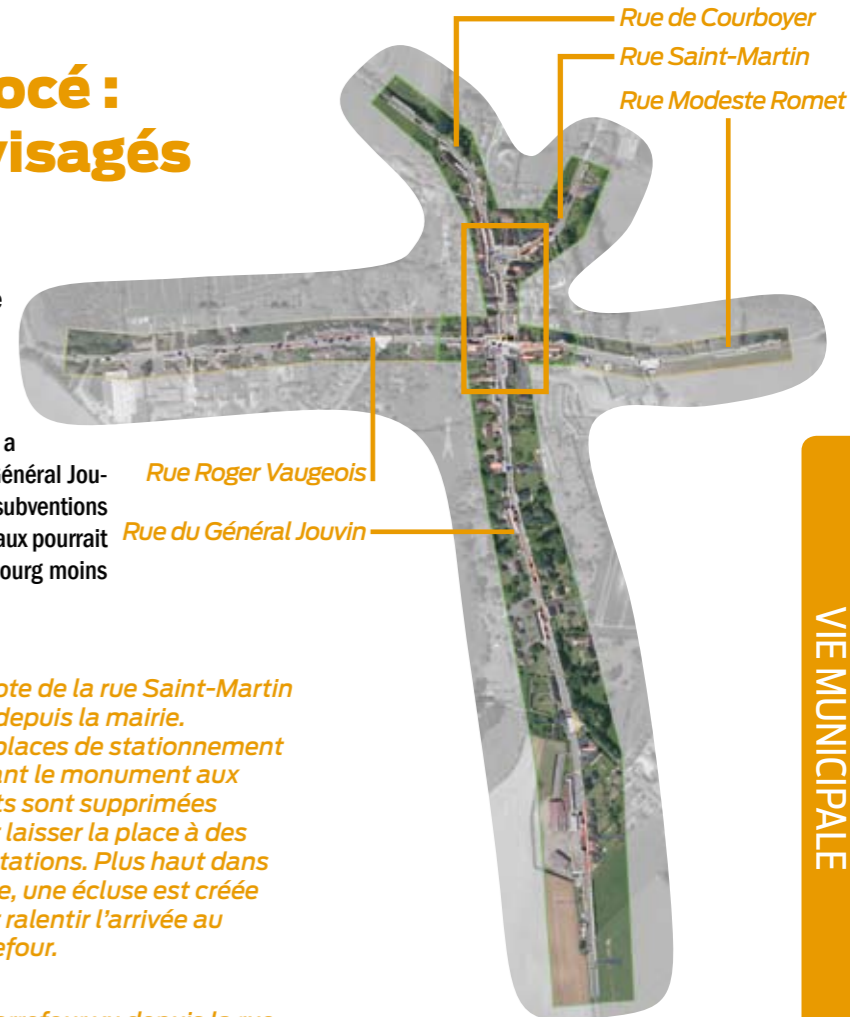 océ :
visagés
e
a
Général Jou-
subventions
aux pourrait
ourg moins
Rue de Courboyer
Rue Saint-Martin
Rue Modeste Romet
Rue Roger Vaugeois
Rue du Général Jouvin
ote de la rue Saint-Martin
depuis la mairie.
places de stationnement
ant le monument aux
ts sont supprimées
r laisser la place à des
tations. Plus haut dans
e, une écluse est créée
r ralentir l'arrivée au
efour.
VIE MUNICIPALE